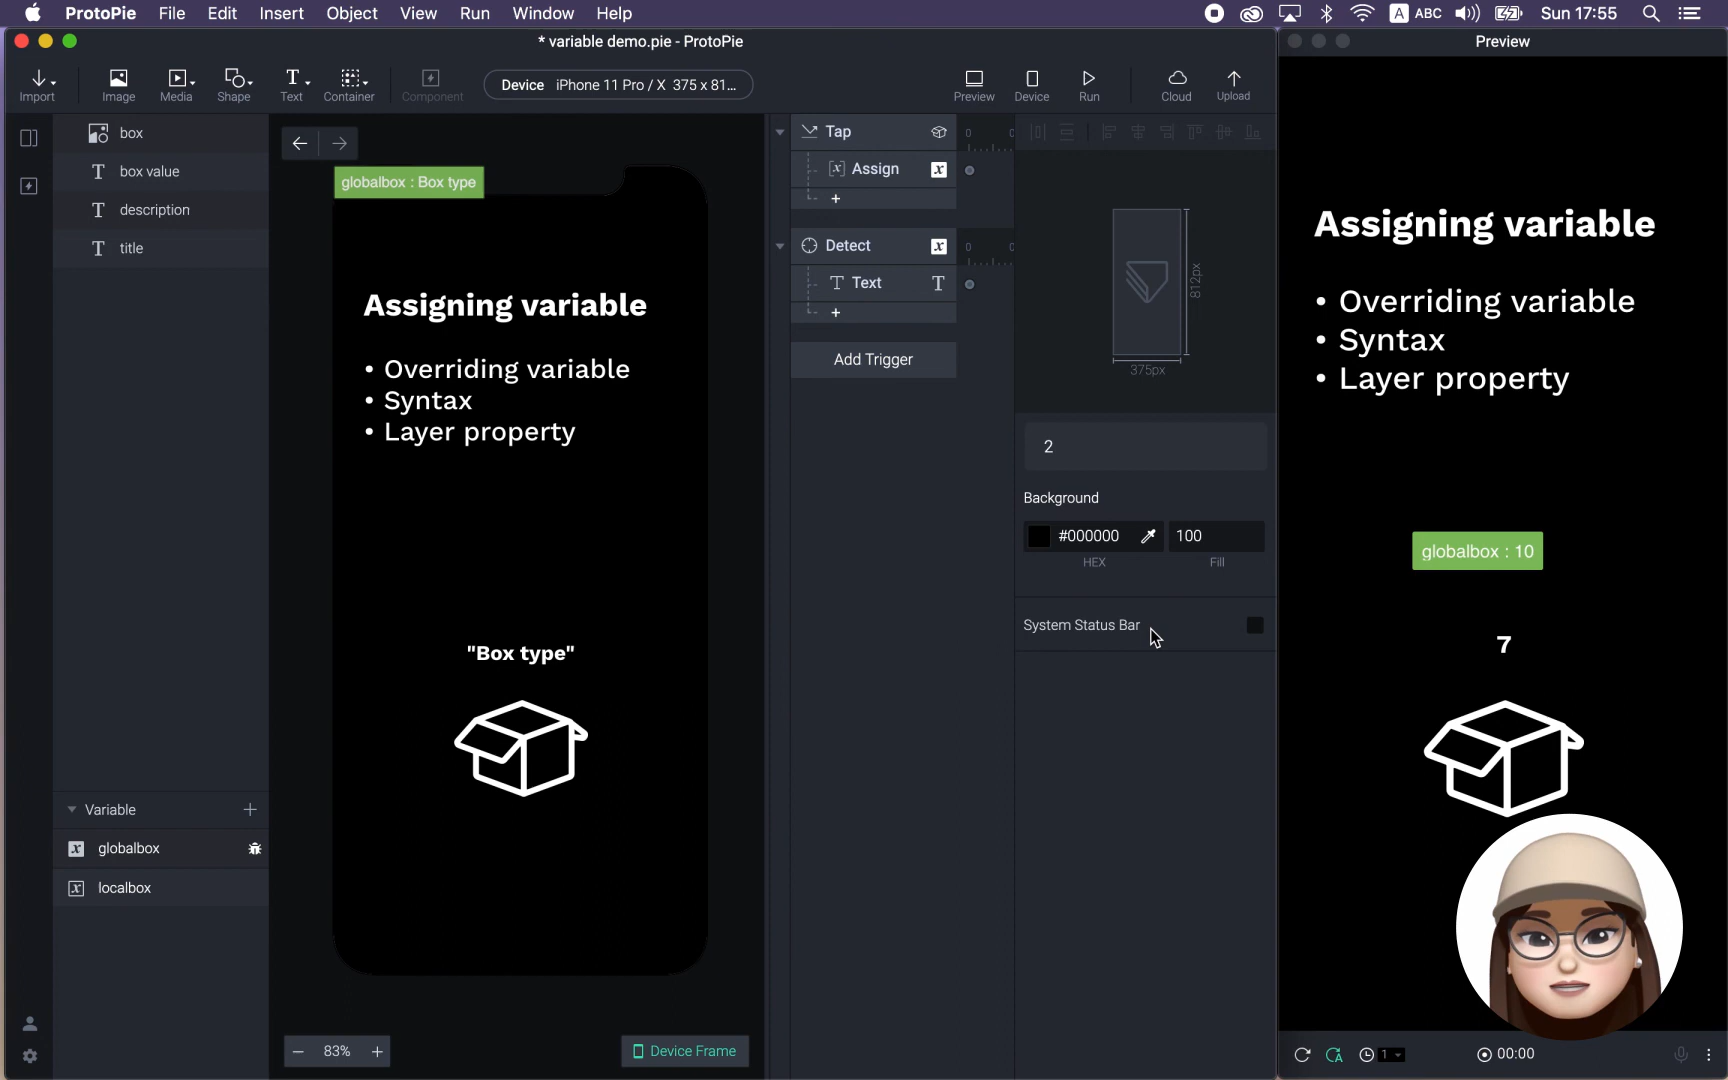 ProtoPie File Edit Insert Object View Run Window Help
ABC Sun 17:55
* variable demo.pie - ProtoPie
Preview
Import Image Media Shape Text Container Component
Device iPhone 11 Pro / X 375 x 81...
Preview Device Run Cloud Upload
box
box value
description
title
globalbox : Box type
Assigning variable
• Overriding variable
• Syntax
• Layer property
"Box type"
Variable
globalbox
localbox
83%
Device Frame
Tap
Assign
Detect
Text
Add Trigger
0
0
812px
375px
2
Background
#000000 100
HEX Fill
System Status Bar
Assigning variable
• Overriding variable
• Syntax
• Layer property
globalbox : 10
7
1
00:00